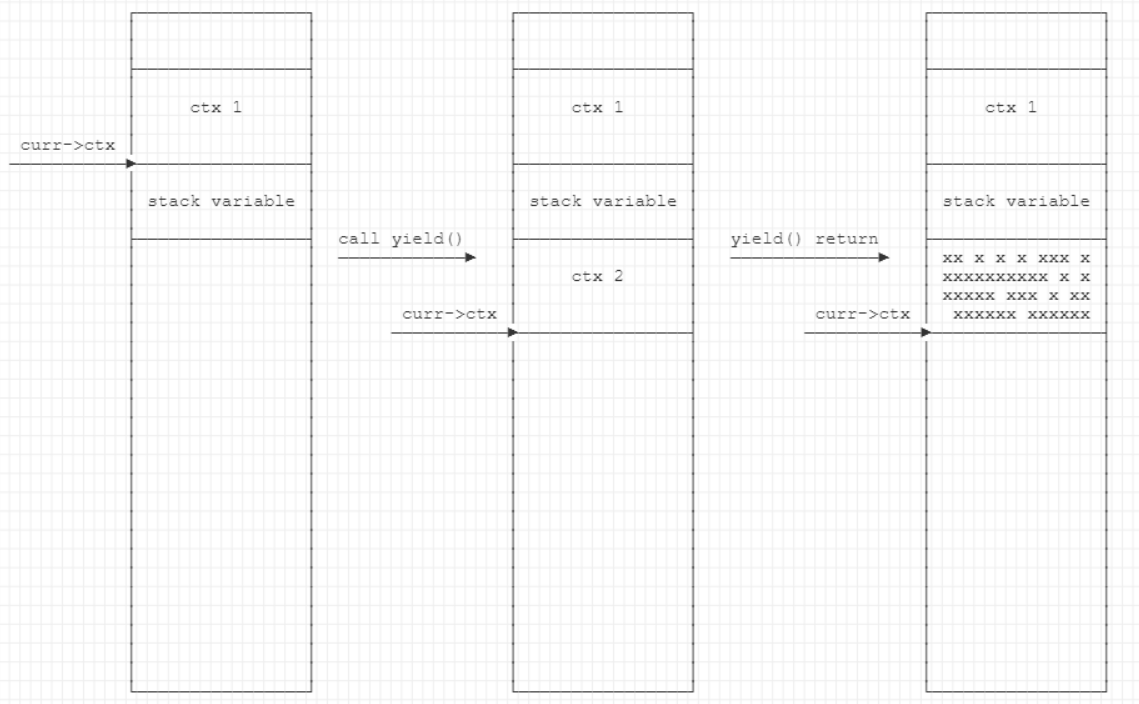 ctx 1
curr->ctx
stack variable
call yield()
ctx 1
stack variable
ctx 2
curr->ctx
yield() return
ctx 1
stack variable
xx x x x xxx x
xxxxxxxxxx x x
xxxxx xxx x xx
xxxxxx xxxxxx
curr->ctx